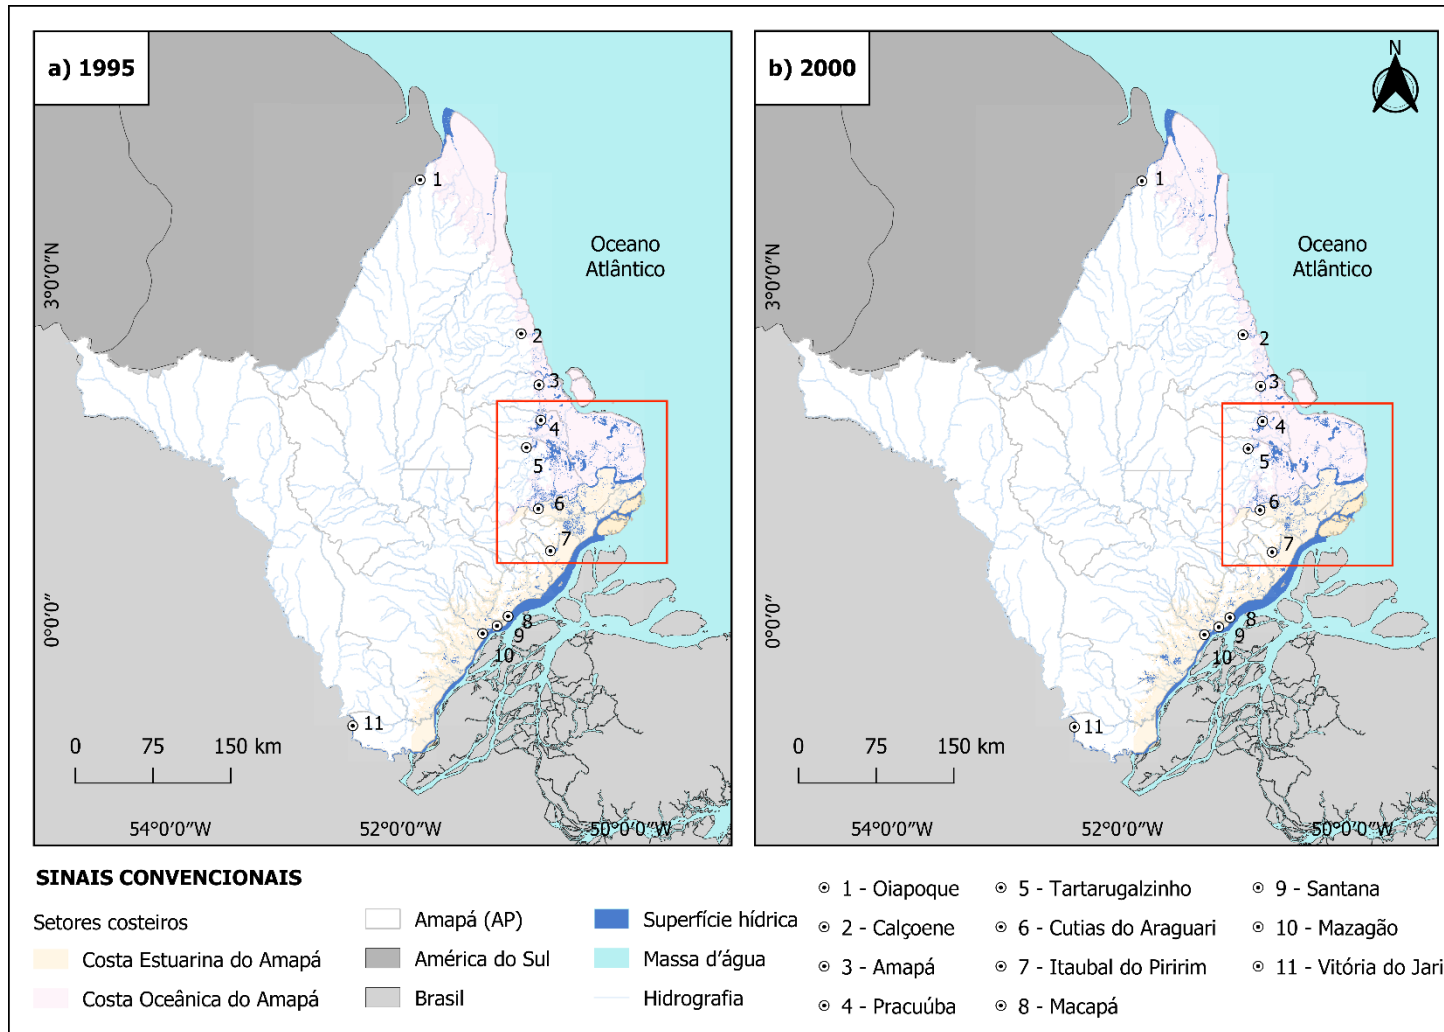 a) 1995
1
Oceano
Atlântico
3°0'0"N
2
3
4
5
6
7
0°0'0"
8
9
10
11
0 75 150 km
54°0'0"W 52°0'0"W 50°0'0"W
b) 2000
N
1
Oceano
Atlântico
3°0'0"N
2
3
4
5
6
7
0°0'0"
8
9
10
11
0 75 150 km
54°0'0"W 52°0'0"W 50°0'0"W
SINAIS CONVENCIONAIS
Setores costeiros
Costa Estuarina do Amapá
Costa Oceânica do Amapá
Amapá (AP)
América do Sul
Brasil
Superfície hídrica
Massa d'água
Hidrografia
1 - Oiapoque
2 - Calçoene
3 - Amapá
4 - Pracuúba
5 - Tartarugalzinho
6 - Cutias do Araguari
7 - Itaubal do Piririm
8 - Macapá
9 - Santana
10 - Mazagão
11 - Vitória do Jari